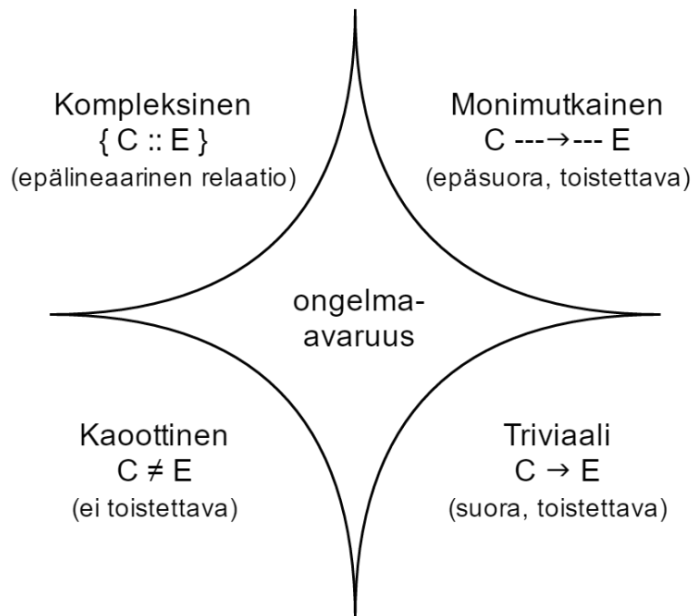 Kompleksinen
{ C :: E }
(epälineaarinen relaatio)
Monimutkainen
C ---→--- E
(epäsuora, toistettava)
ongelma-
avaruus
Kaoottinen
C ≠ E
(ei toistettava)
Triviaali
C → E
(suora, toistettava)